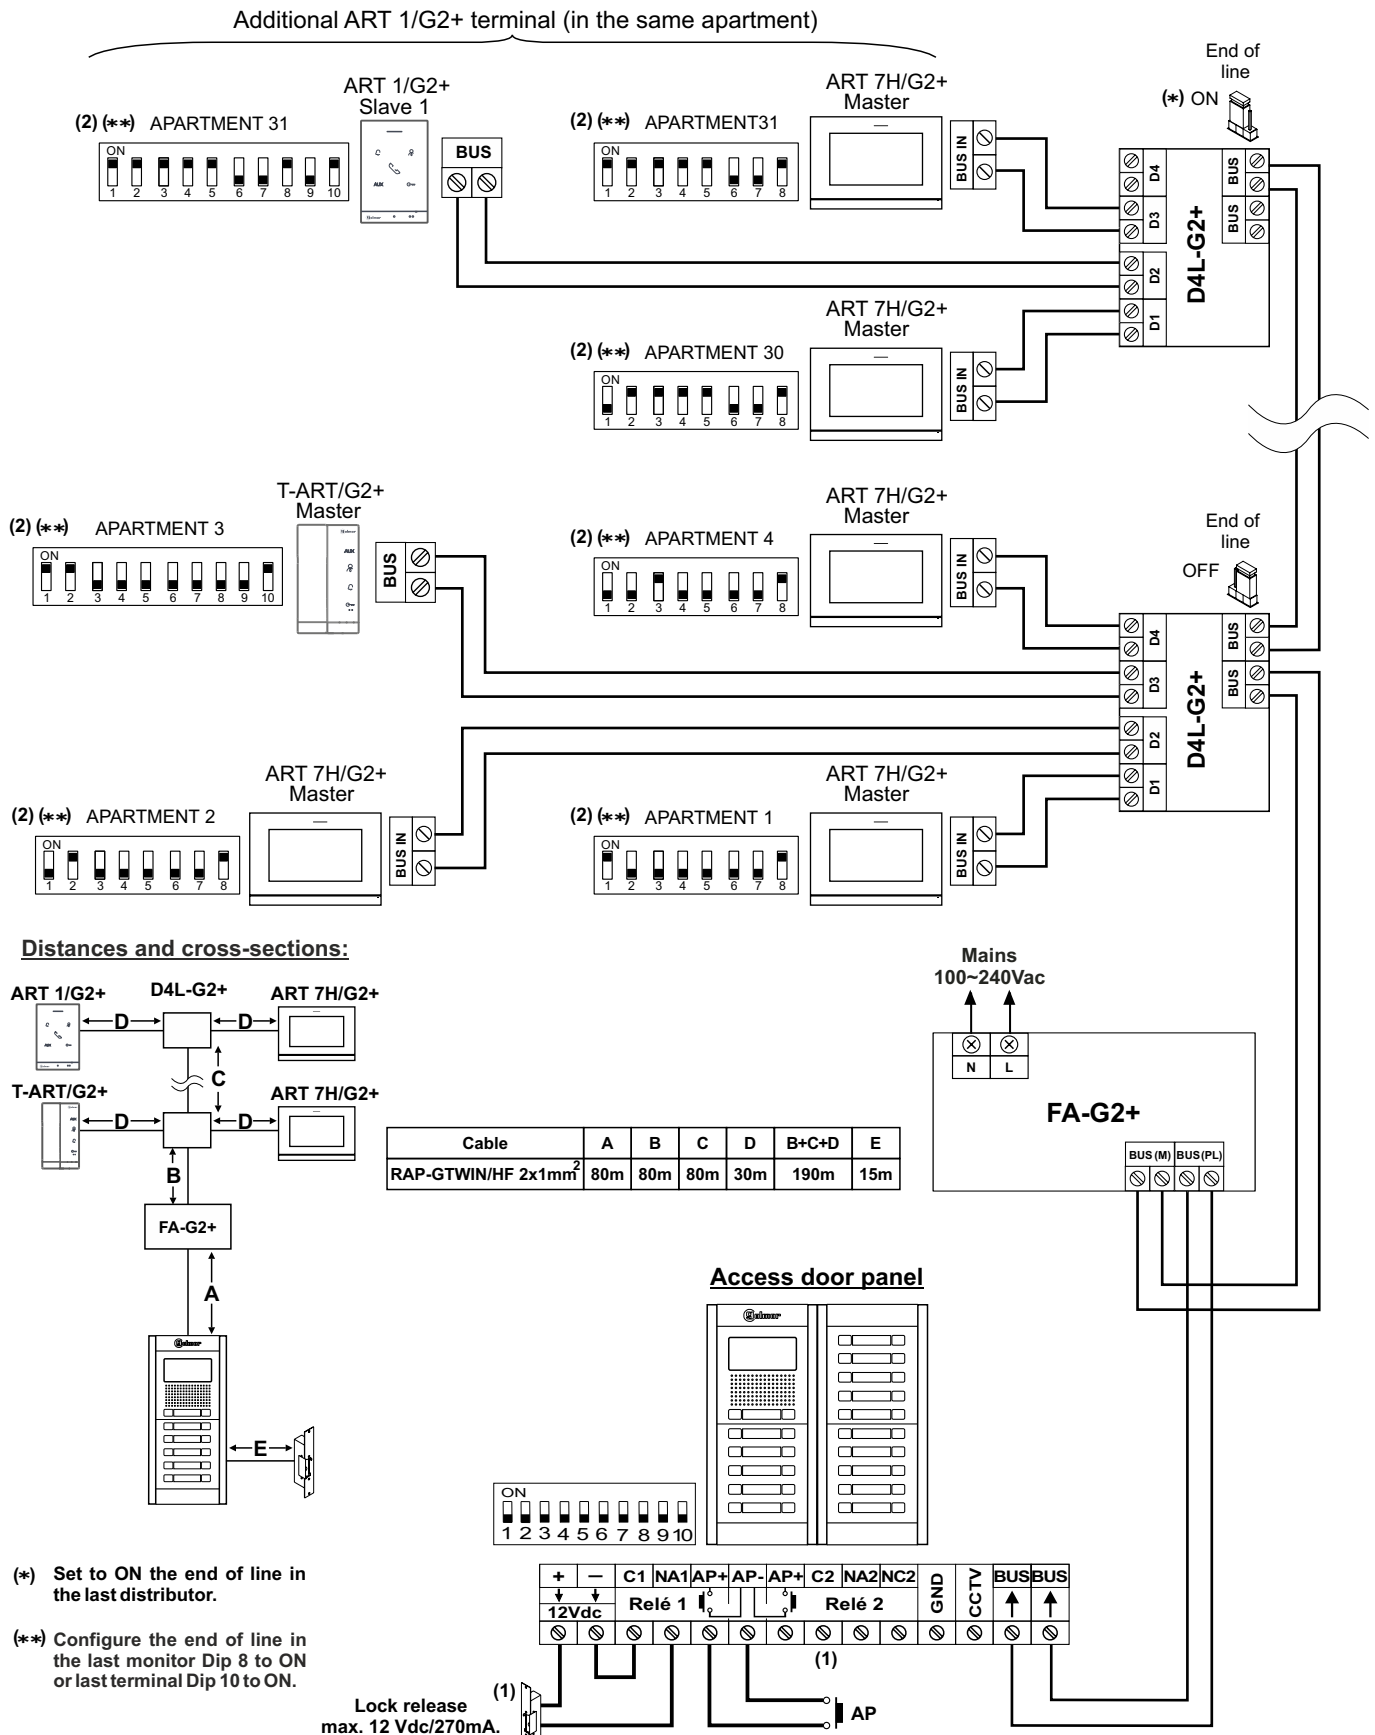 Additional ART 1/G2+ terminal (in the same apartment)
End of
line
(*) ON
ART 1/G2+
Slave 1
(2) (**) APARTMENT 31
ON
1 2 3 4 5 6 7 8 9 10
AUX
BUS
ART 7H/G2+
Master
(2) (**) APARTMENT31
ON
1 2 3 4 5 6 7 8
BUS IN
D4
D3
D2
D1
BUS
BUS
D4L-G2+
ART 7H/G2+
Master
(2) (**) APARTMENT 30
ON
1 2 3 4 5 6 7 8
BUS IN
T-ART/G2+
Master
(2) (**) APARTMENT 3
ON
1 2 3 4 5 6 7 8 9 10
AUX
BUS
ART 7H/G2+
Master
(2) (**) APARTMENT 4
ON
1 2 3 4 5 6 7 8
BUS IN
End of
line
OFF
D4
D3
D2
D1
BUS
BUS
D4L-G2+
ART 7H/G2+
Master
(2) (**) APARTMENT 2
ON
1 2 3 4 5 6 7 8
BUS IN
ART 7H/G2+
Master
(2) (**) APARTMENT 1
ON
1 2 3 4 5 6 7 8
BUS IN
Distances and cross-sections:
ART 1/G2+ D4L-G2+ ART 7H/G2+
D D
C
T-ART/G2+ ART 7H/G2+
D D
B
FA-G2+
A
Golmar
E
Cable A B C D B+C+D E
RAP-GTWIN/HF 2x1mm2 80m 80m 80m 30m 190m 15m
Mains
100~240Vac
N L
FA-G2+
BUS (M) BUS (PL)
Access door panel
Golmar
ON
1 2 3 4 5 6 7 8 9 10
+ – C1 NA1 AP+ AP- AP+ C2 NA2 NC2 GND CCTV BUS BUS
12Vdc Relé 1 Relé 2
(1)
(1)
Lock release
max. 12 Vdc/270mA.
AP
(*) Set to ON the end of line in
the last distributor.
(**) Configure the end of line in
the last monitor Dip 8 to ON
or last terminal Dip 10 to ON.